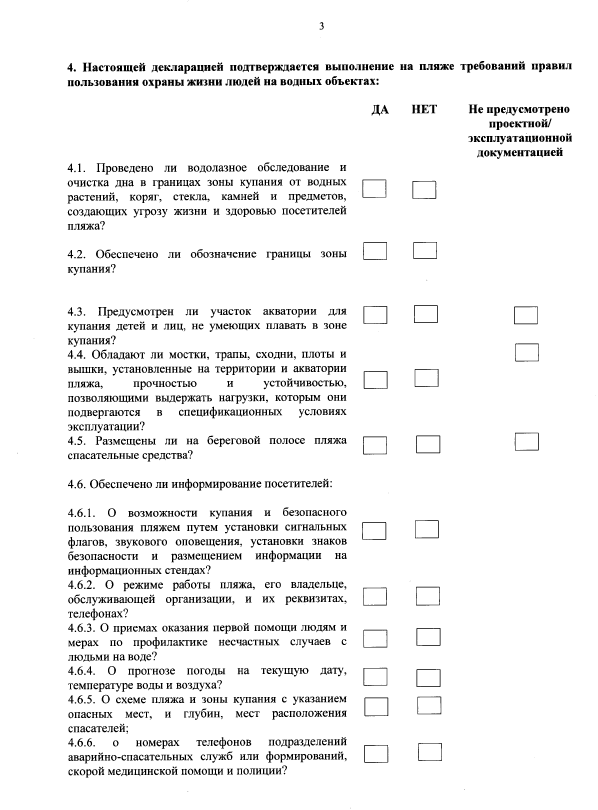 3
4. Настоящей декларацией подтверждается выполнение на пляже требований правил
пользования охраны жизни людей на водных объектах:
ДА НЕТ Не предусмотрено
проектной/
эксплуатационной
документацией
4.1. Проведено ли водолазное обследование и
очистка дна в границах зоны купания от водных
растений, коряг, стекла, камней и предметов,
создающих угрозу жизни и здоровью посетителей
пляжа?
4.2. Обеспечено ли обозначение границы зоны
купания?
4.3. Предусмотрен ли участок акватории для
купания детей и лиц, не умеющих плавать в зоне
купания?
4.4. Обладают ли мостки, трапы, сходни, плоты и
вышки, установленные на территории и акватории
пляжа, прочностью и устойчивостью,
позволяющими выдержать нагрузки, которым они
подвергаются в спецификационных условиях
эксплуатации?
4.5. Размещены ли на береговой полосе пляжа
спасательные средства?
4.6. Обеспечено ли информирование посетителей:
4.6.1. О возможности купания и безопасного
пользования пляжем путем установки сигнальных
флагов, звукового оповещения, установки знаков
безопасности и размещением информации на
информационных стендах?
4.6.2. О режиме работы пляжа, его владельце,
обслуживающей организации, и их реквизитах,
телефонах?
4.6.3. О приемах оказания первой помощи людям и
мерах по профилактике несчастных случаев с
людьми на воде?
4.6.4. О прогнозе погоды на текущую дату,
температуре воды и воздуха?
4.6.5. О схеме пляжа и зоны купания с указанием
опасных мест, и глубин, мест расположения
спасателей;
4.6.6. о номерах телефонов подразделений
аварийно-спасательных служб или формирований,
скорой медицинской помощи и полиции?